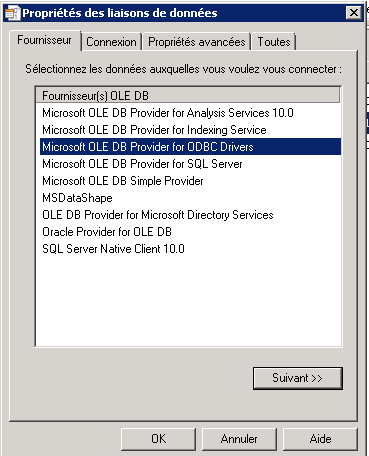 Propriétés des liaisons de données
Fournisseur Connexion Propriétés avancées Toutes
Sélectionnez les données auxquelles vous voulez vous connecter :
Fournisseur(s) OLE DB
Microsoft OLE DB Provider for Analysis Services 10.0
Microsoft OLE DB Provider for Indexing Service
Microsoft OLE DB Provider for ODBC Drivers
Microsoft OLE DB Provider for SQL Server
Microsoft OLE DB Simple Provider
MSDataShape
OLE DB Provider for Microsoft Directory Services
Oracle Provider for OLE DB
SQL Server Native Client 10.0
Suivant >>
OK Annuler Aide